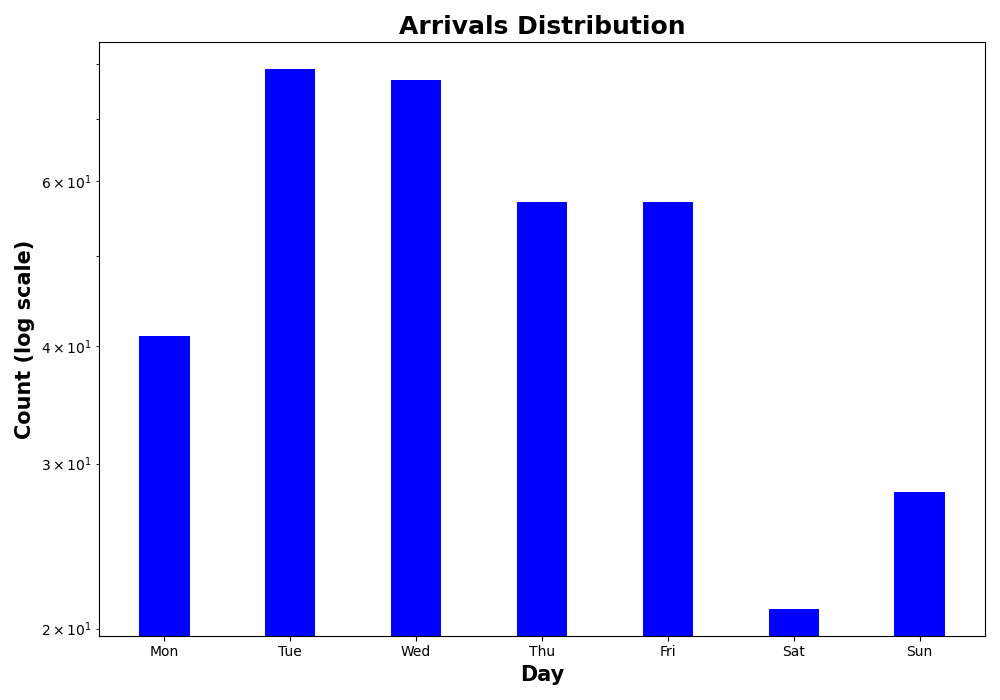 Arrivals Distribution
Count (log scale)
6 × 10¹
4 × 10¹
3 × 10¹
2 × 10¹
Mon Tue Wed Thu Fri Sat Sun
Day